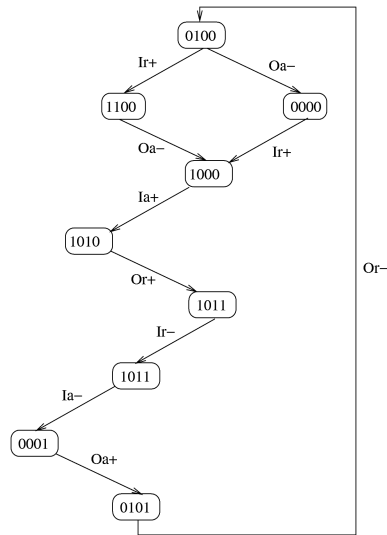 0100
Ir+
Oa−
1100
0000
Oa−
Ir+
1000
Ia+
1010
Or−
Or+
1011
Ir−
1011
Ia−
0001
Oa+
0101